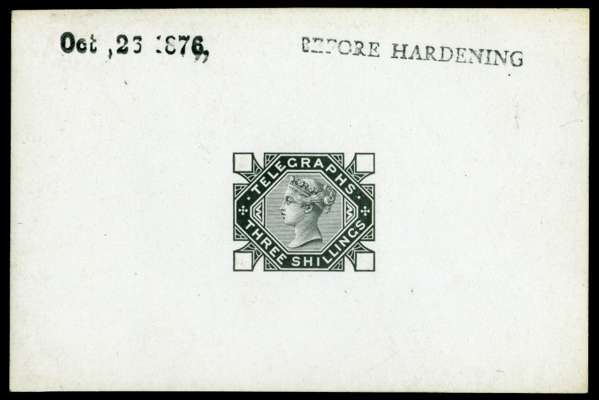 Oct ,23 1876,,
BEFORE HARDENING
TELEGRAPHS
THREE SHILLINGS